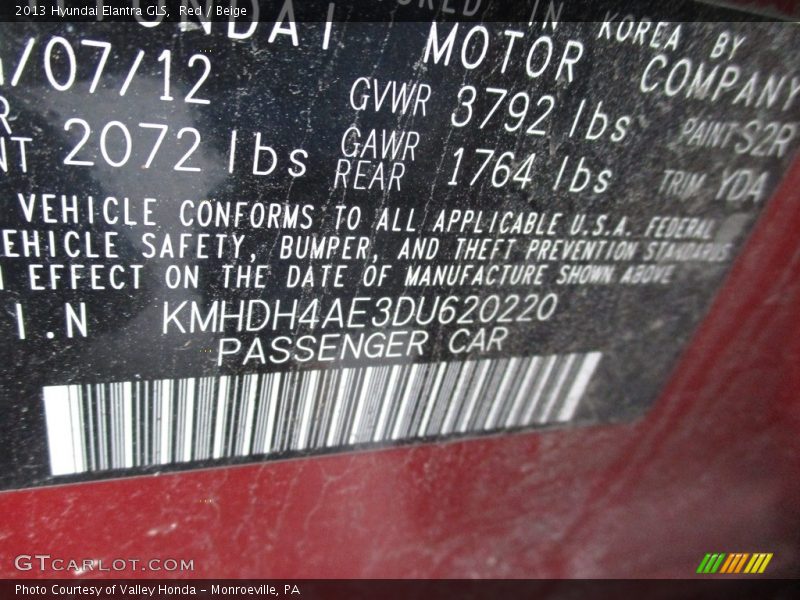 2013 Hyundai Elantra GLS, Red / Beige
IN KOREA BY
MOTOR COMPANY
/07/12 GVWR 3792 lbs PAINT S2R
2072 lbs GAWR REAR 1764 lbs TRIM YDA
VEHICLE CONFORMS TO ALL APPLICABLE U.S.A. FEDERAL
EHICLE SAFETY, BUMPER, AND THEFT PREVENTION STANDARDS
EFFECT ON THE DATE OF MANUFACTURE SHOWN ABOVE
I.N KMHDH4AE3DU620220
PASSENGER CAR
GTCARLOT.COM
Photo Courtesy of Valley Honda - Monroeville, PA